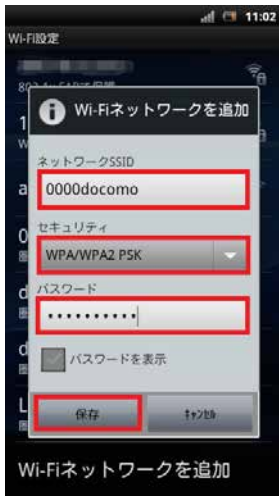 11:02
Wi-Fi設定
Wi-Fiネットワークを追加
ネットワークSSID
0000docomo
セキュリティ
WPA/WPA2 PSK
パスワード
••••••••••
パスワードを表示
保存
ｷｬﾝｾﾙ
Wi-Fiネットワークを追加